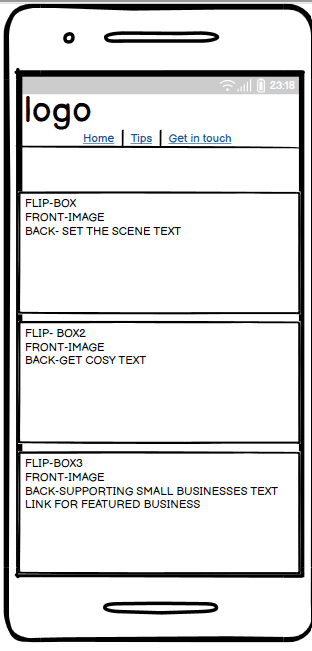 23:18
logo
Home | Tips | Get in touch
FLIP-BOX
FRONT-IMAGE
BACK- SET THE SCENE TEXT
FLIP- BOX2
FRONT-IMAGE
BACK-GET COSY TEXT
FLIP-BOX3
FRONT-IMAGE
BACK-SUPPORTING SMALL BUSINESSES TEXT
LINK FOR FEATURED BUSINESS